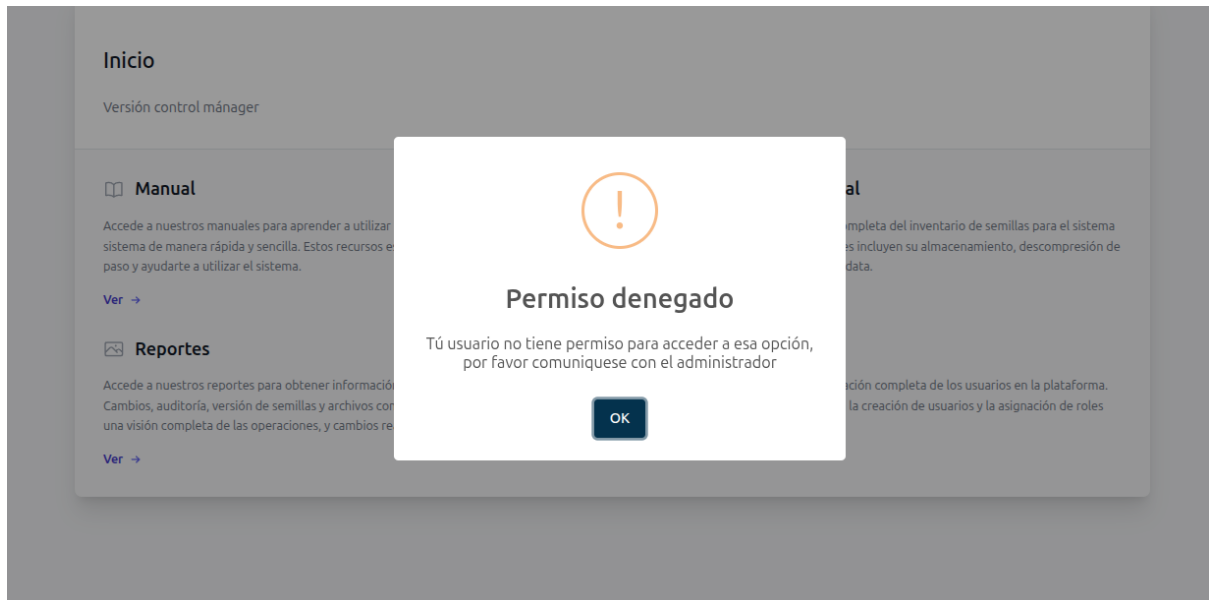 Inicio
Versión control mánager
Manual
Accede a nuestros manuales para aprender a utilizar
sistema de manera rápida y sencilla. Estos recursos
paso y ayudarte a utilizar el sistema.
Ver →
al
mpleta del inventario de semillas para el sistema
es incluyen su almacenamiento, descompresión de
data.
Reportes
Accede a nuestros reportes para obtener
Cambios, auditoría, versión de semillas y archivos
una visión completa de las operaciones, y cambios
Ver →
ación completa de los usuarios en la plataforma.
la creación de usuarios y la asignación de roles
!
Permiso denegado
Tú usuario no tiene permiso para acceder a esa opción,
por favor comuniquese con el administrador
OK